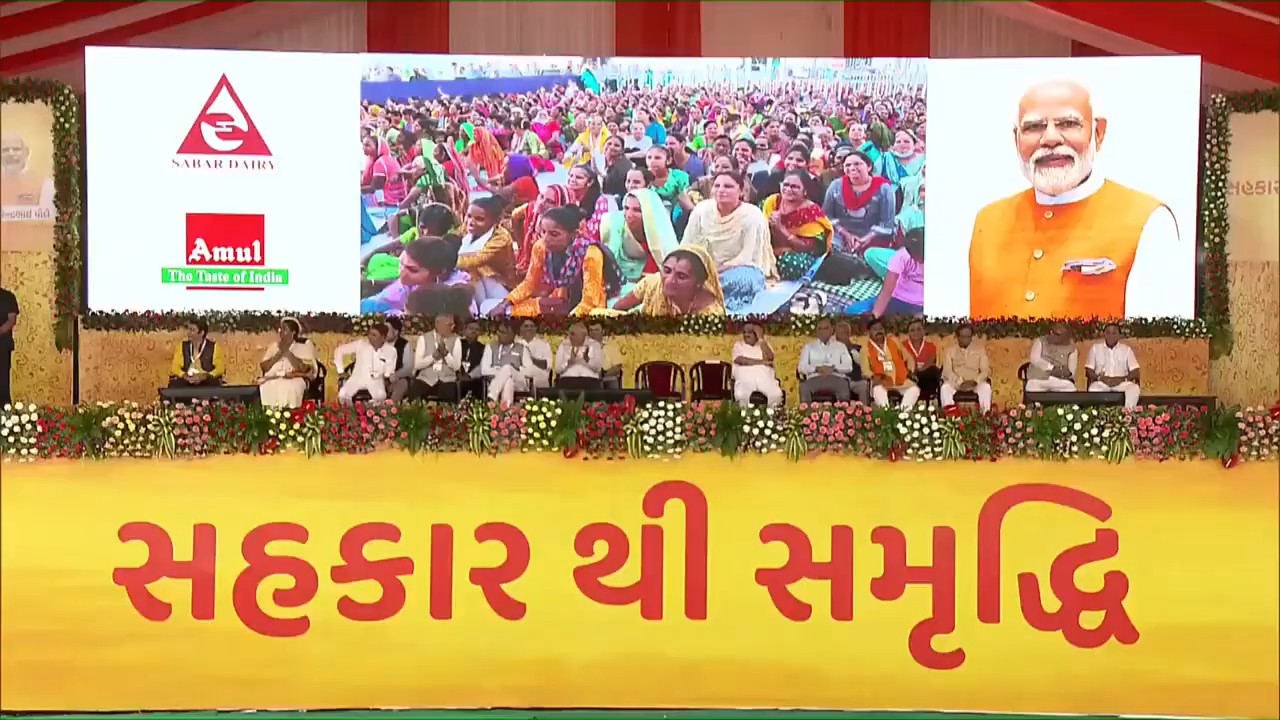 SABAR DAIRY
Amul
The Taste of India
સહકાર થી સમૃદ્ધિ